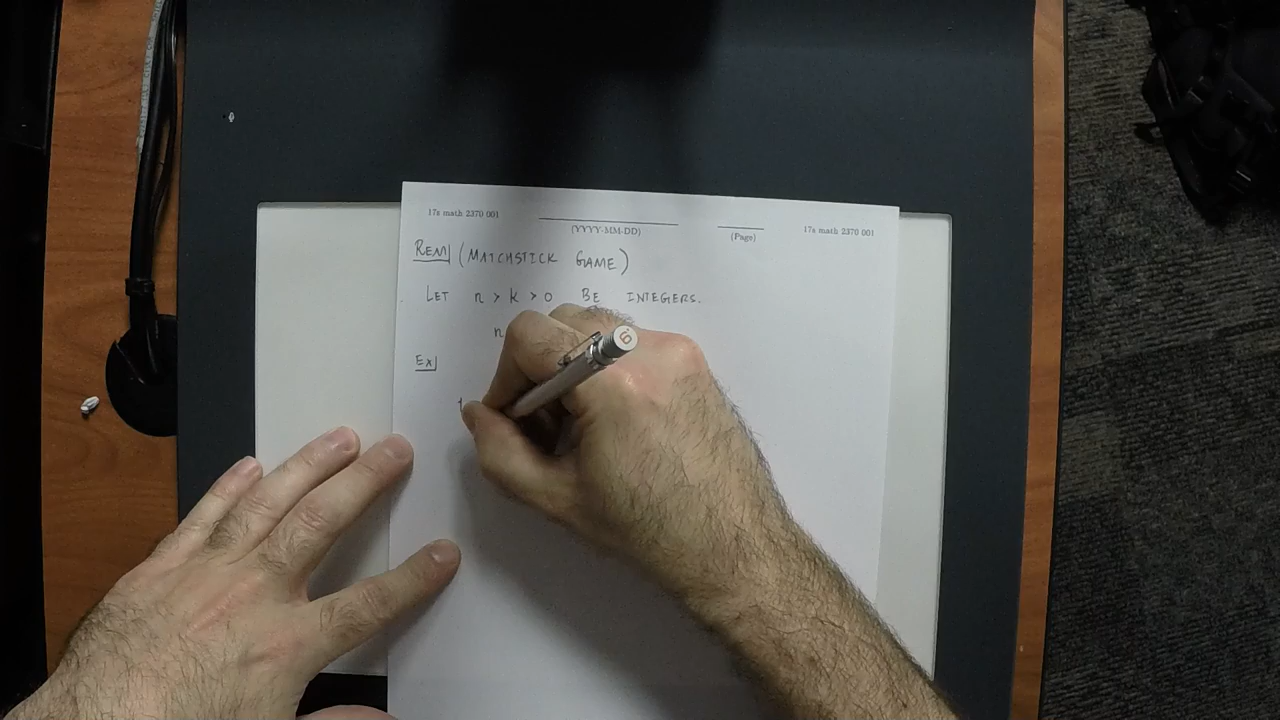 17s math 2370 001
(YYYY-MM-DD)
(Page)
17s math 2370 001
REM (MATCHSTICK GAME)
LET n > k > 0 BE INTEGERS.
n
EX